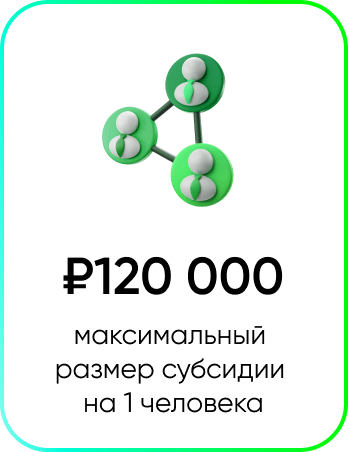 ₽120 000
максимальный
размер субсидии
на 1 человека